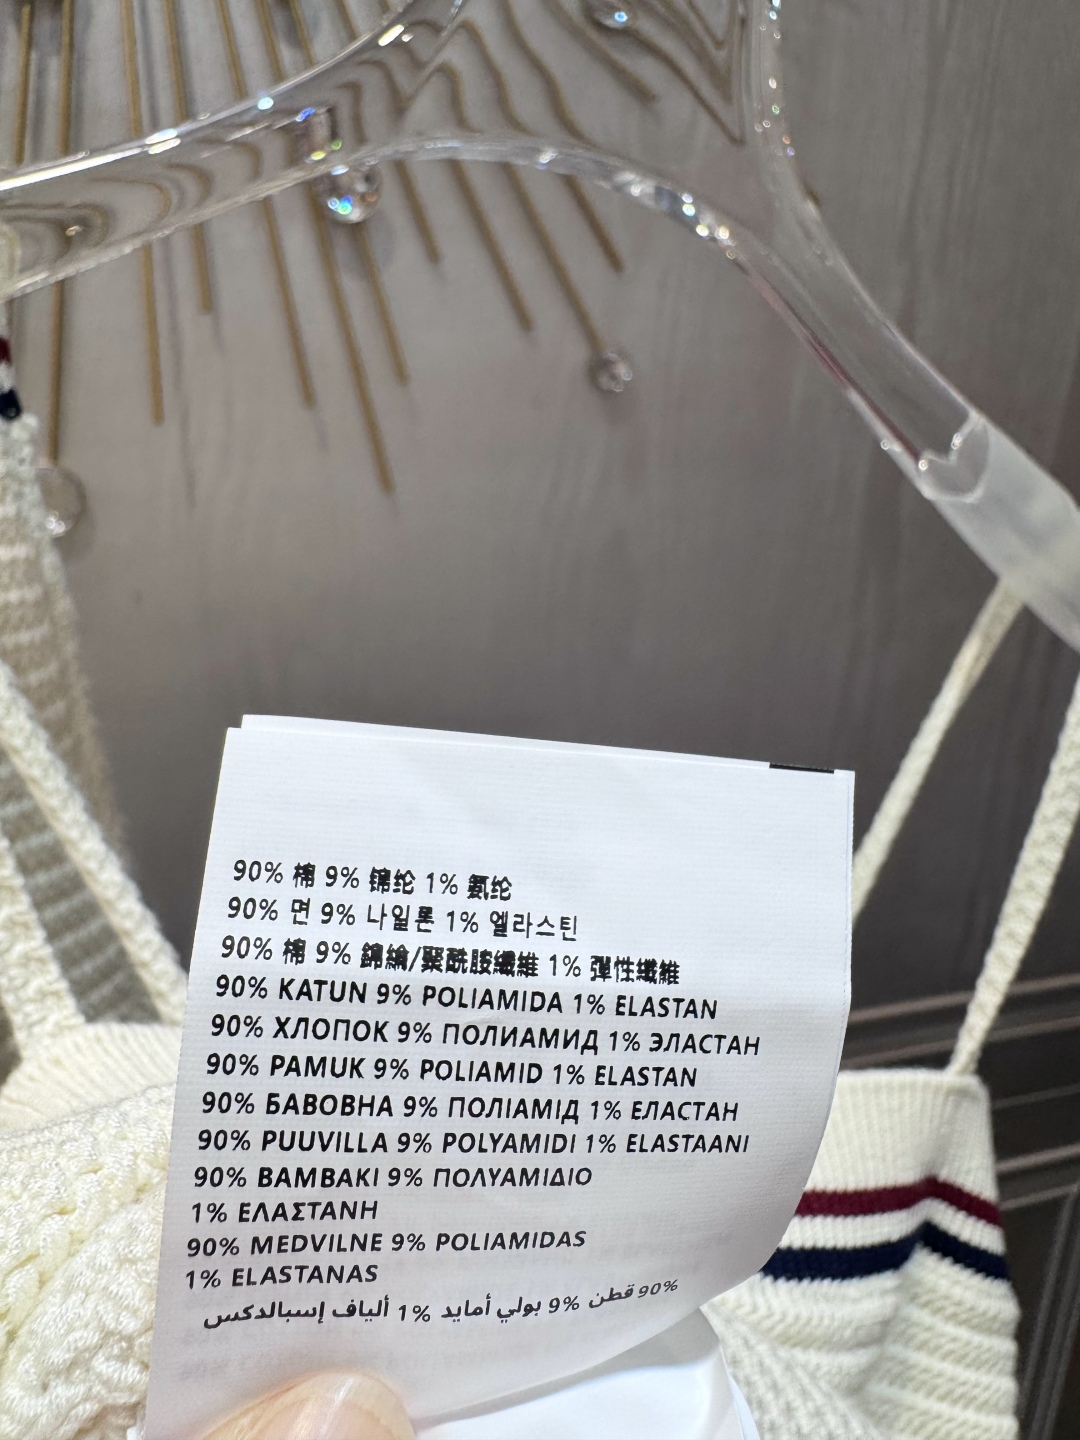 90% 棉 9% 锦纶 1% 氨纶
90% 면 9% 나일론 1% 엘라스틴
90% 棉 9% 錦綸/聚酰胺纖維 1% 彈性纖維
90% KATUN 9% POLIAMIDA 1% ELASTAN
90% ХЛОПОК 9% ПОЛИАМИД 1% ЭЛАСТАН
90% PAMUK 9% POLIAMID 1% ELASTAN
90% БАВОВНА 9% ПОЛІАМІД 1% ЕЛАСТАН
90% PUUVILLA 9% POLYAMIDI 1% ELASTAANI
90% BAMBAKI 9% ΠΟΛΥΑΜΙΔΙΟ
1% ΕΛΑΣΤΑΝΗ
90% MEDVILNE 9% POLIAMIDAS
1% ELASTANAS
90% قطن 9% بولي أمايد 1% ألياف إسبالدكس